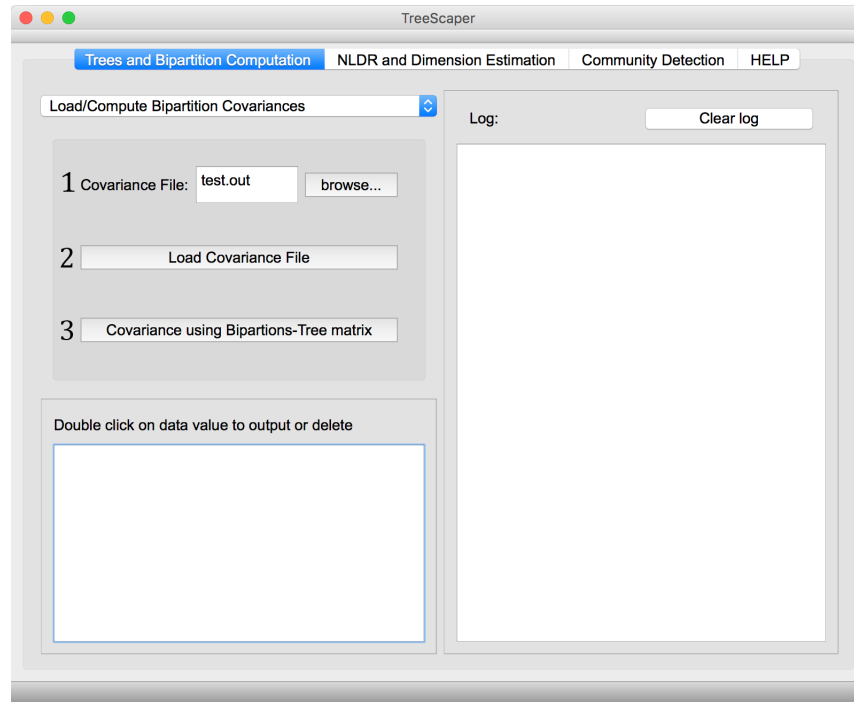 TreeScaper
Trees and Bipartition Computation NLDR and Dimension Estimation Community Detection HELP
Load/Compute Bipartition Covariances
Log: Clear log
1 Covariance File: test.out browse...
2 Load Covariance File
3 Covariance using Bipartions-Tree matrix
Double click on data value to output or delete